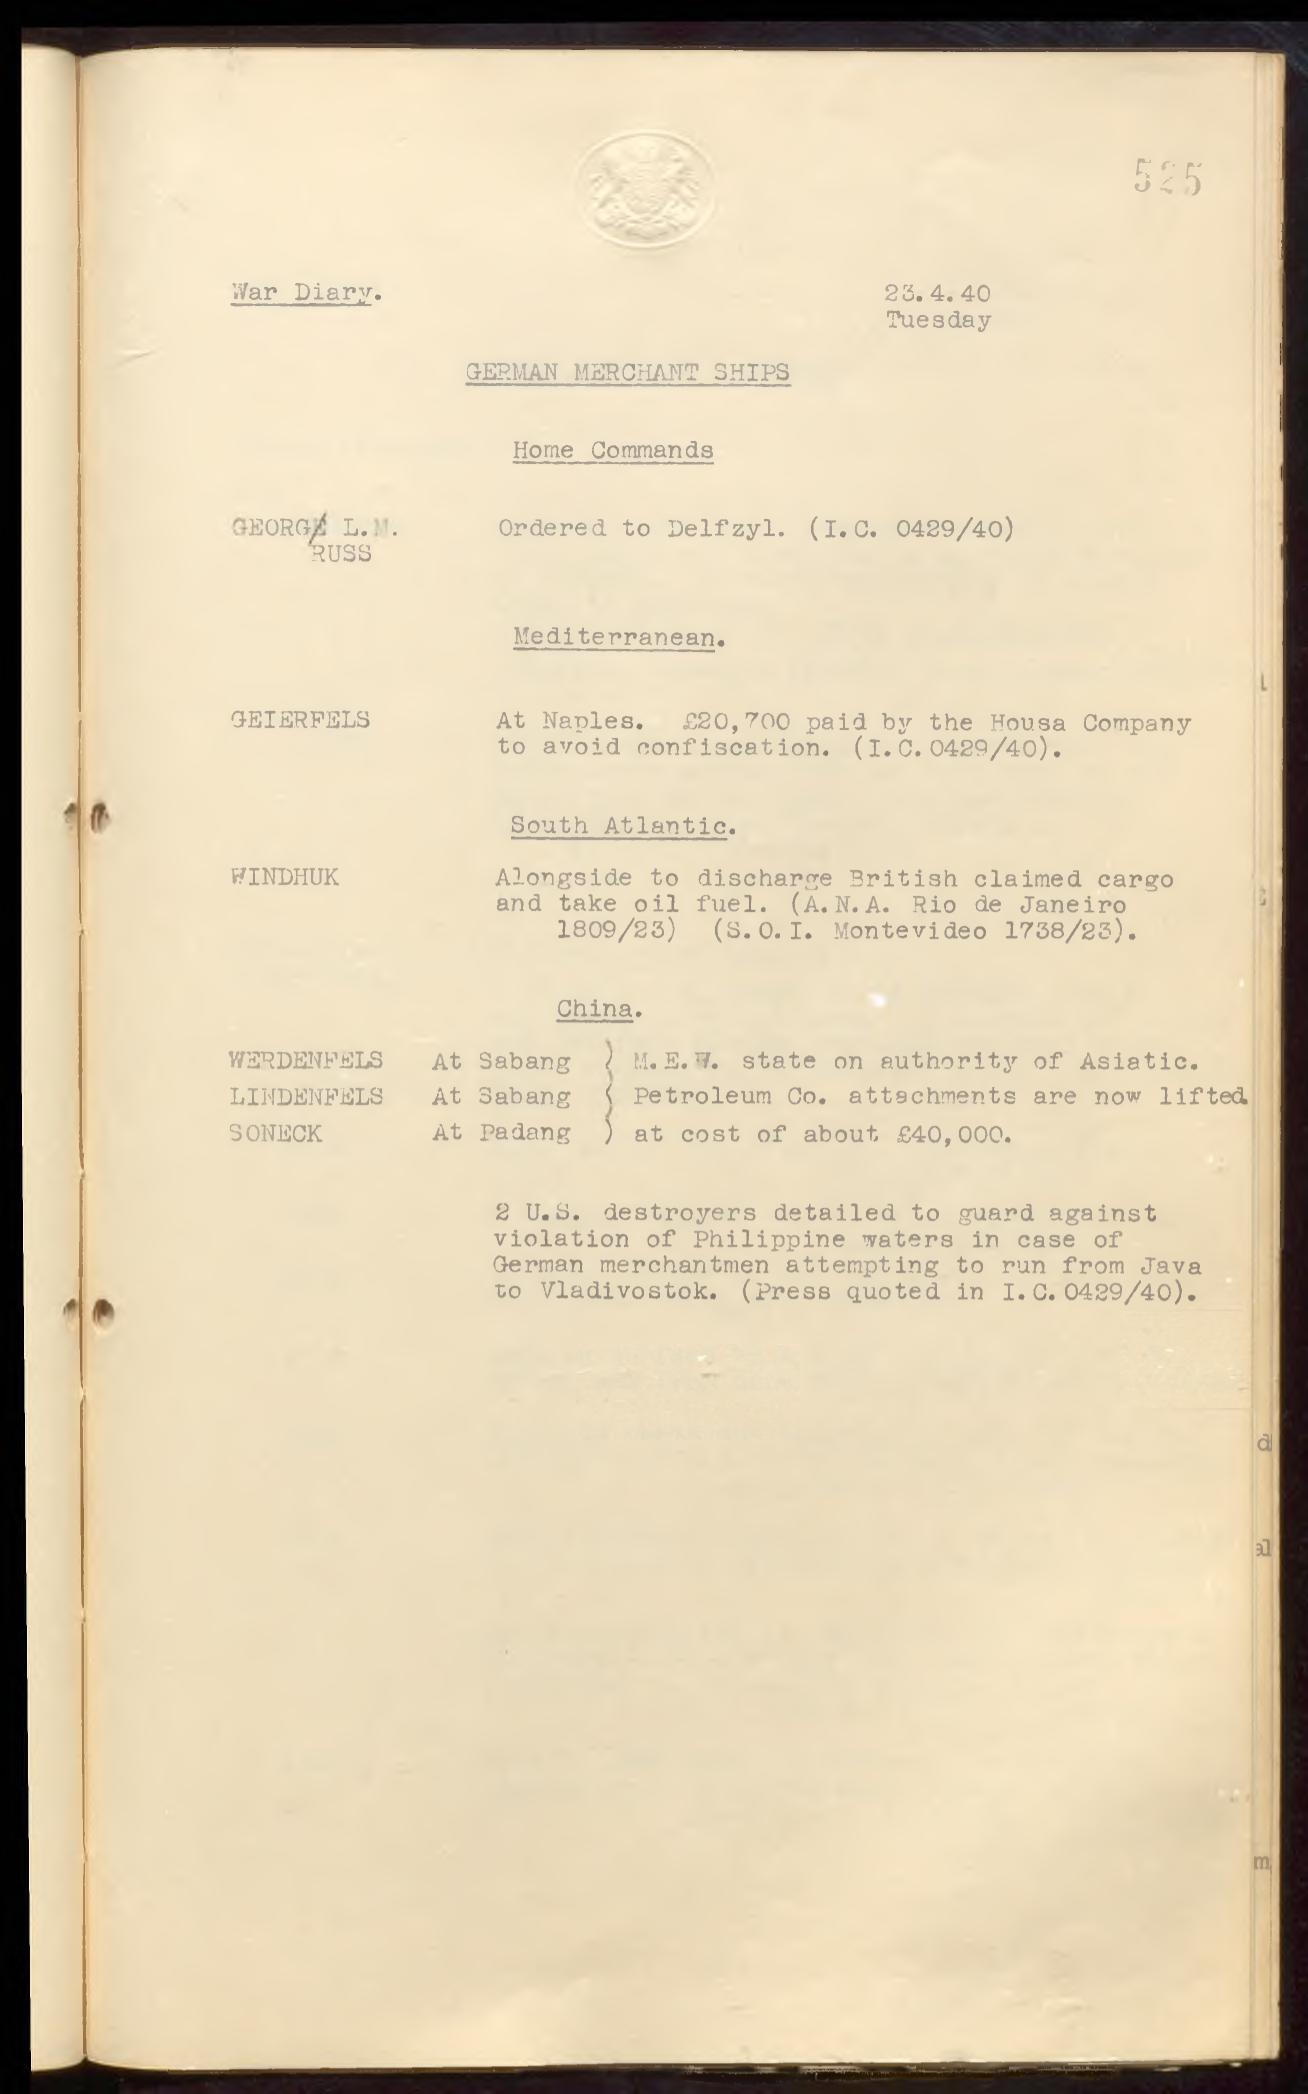 525
War Diary. 23.4.40
Tuesday
GERMAN MERCHANT SHIPS
Home Commands
GEORG L.M. Ordered to Delfzyl. (I.C. 0429/40)
RUSS
Mediterranean.
GEIERFELS At Naples. £20,700 paid by the Housa Company
to avoid confiscation. (I.C.0429/40).
South Atlantic.
WINDHUK Alongside to discharge British claimed cargo
and take oil fuel. (A.N.A. Rio de Janeiro
1809/23) (S.O.I. Montevideo 1738/23).
China.
WERDENFELS At Sabang ) M.E.W. state on authority of Asiatic.
LINDENFELS At Sabang ( Petroleum Co. attachments are now lifted.
SONECK At Padang ) at cost of about £40,000.
2 U.S. destroyers detailed to guard against
violation of Philippine waters in case of
German merchantmen attempting to run from Java
to Vladivostok. (Press quoted in I.C.0429/40).